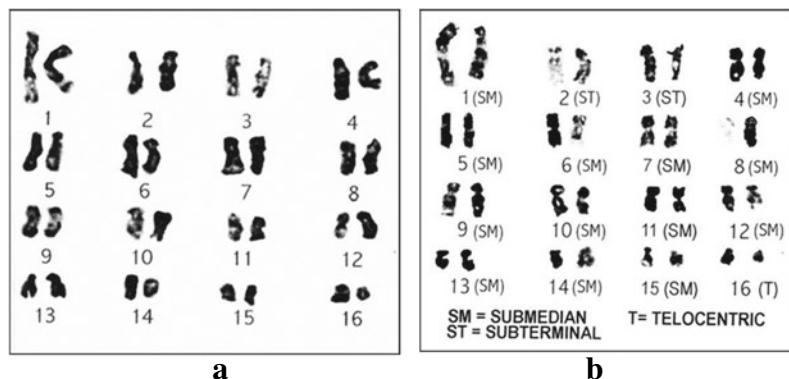 1 2 3 4
5 6 7 8
9 10 11 12
13 14 15 16
a
1 (SM) 2 (ST) 3 (ST) 4 (SM)
5 (SM) 6 (SM) 7 (SM) 8 (SM)
9 (SM) 10 (SM) 11 (SM) 12 (SM)
13 (SM) 14 (SM) 15 (SM) 16 (T)
SM = SUBMEDIAN T= TELOCENTRIC
ST = SUBTERMINAL
b